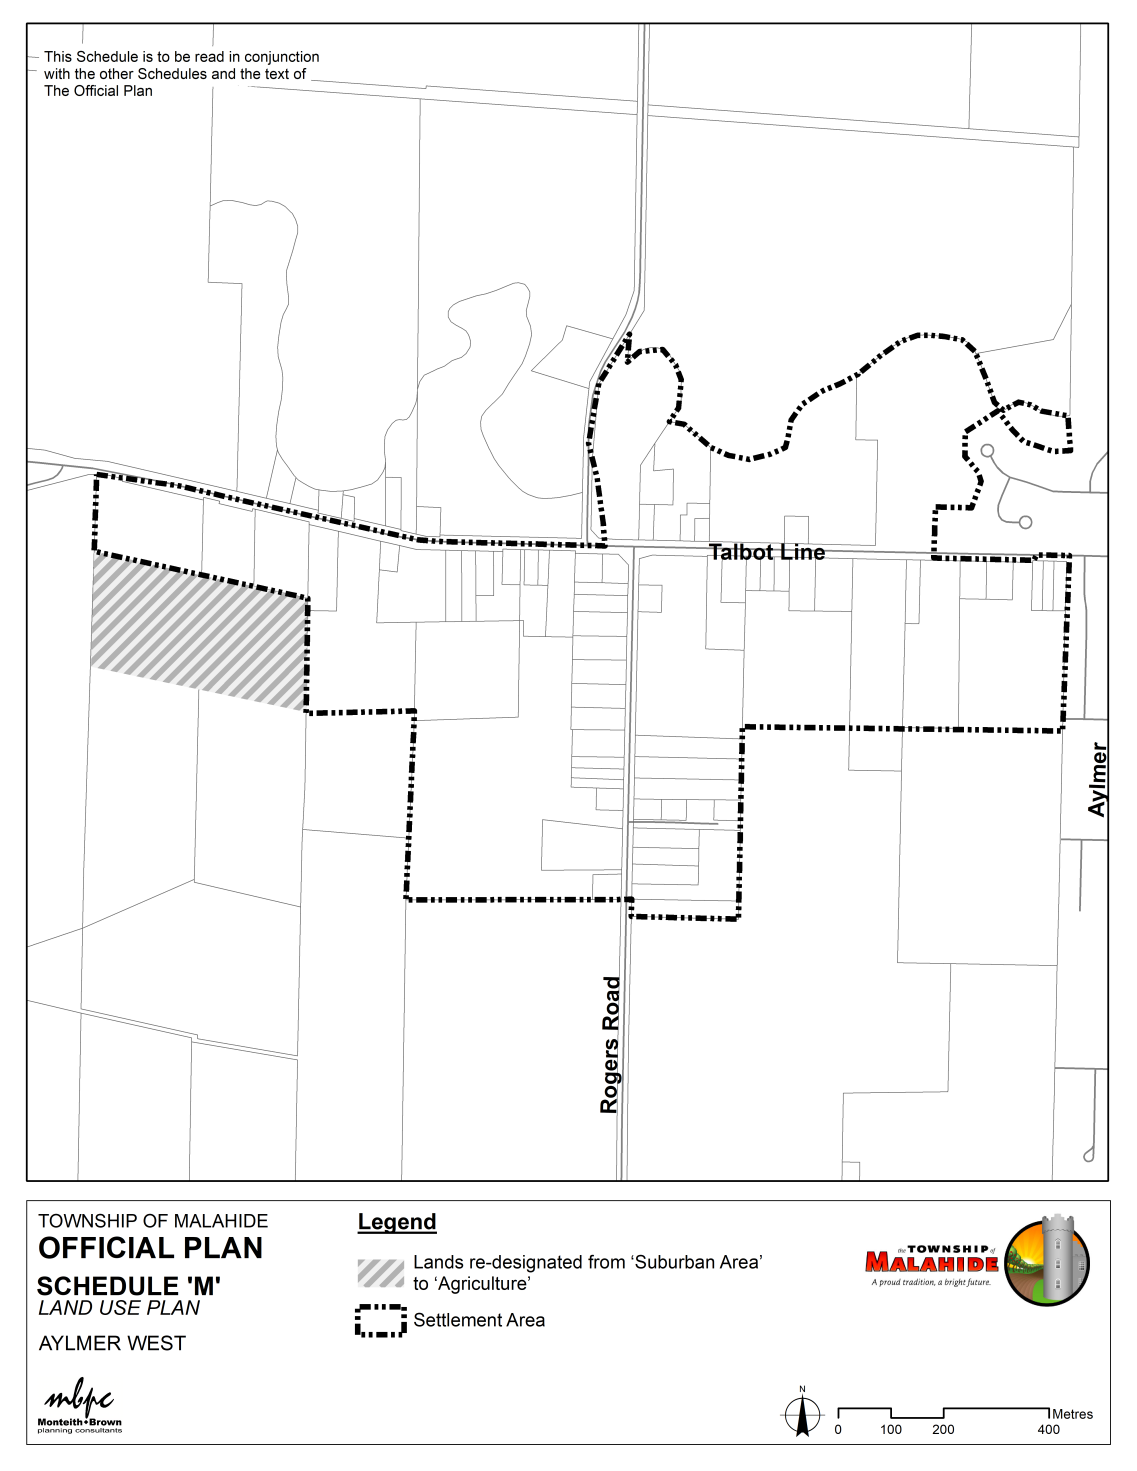 This Schedule is to be read in conjunction
with the other Schedules and the text of
The Official Plan
Talbot Line
Aylmer
Rogers Road
TOWNSHIP OF MALAHIDE
OFFICIAL PLAN
SCHEDULE 'M'
LAND USE PLAN
AYLMER WEST
mbpc
Monteith•Brown
planning consultants
Legend
Lands re-designated from ‘Suburban Area’
to ‘Agriculture’
Settlement Area
the TOWNSHIP of
MALAHIDE
A proud tradition, a bright future.
N
Metres
0 100 200 400